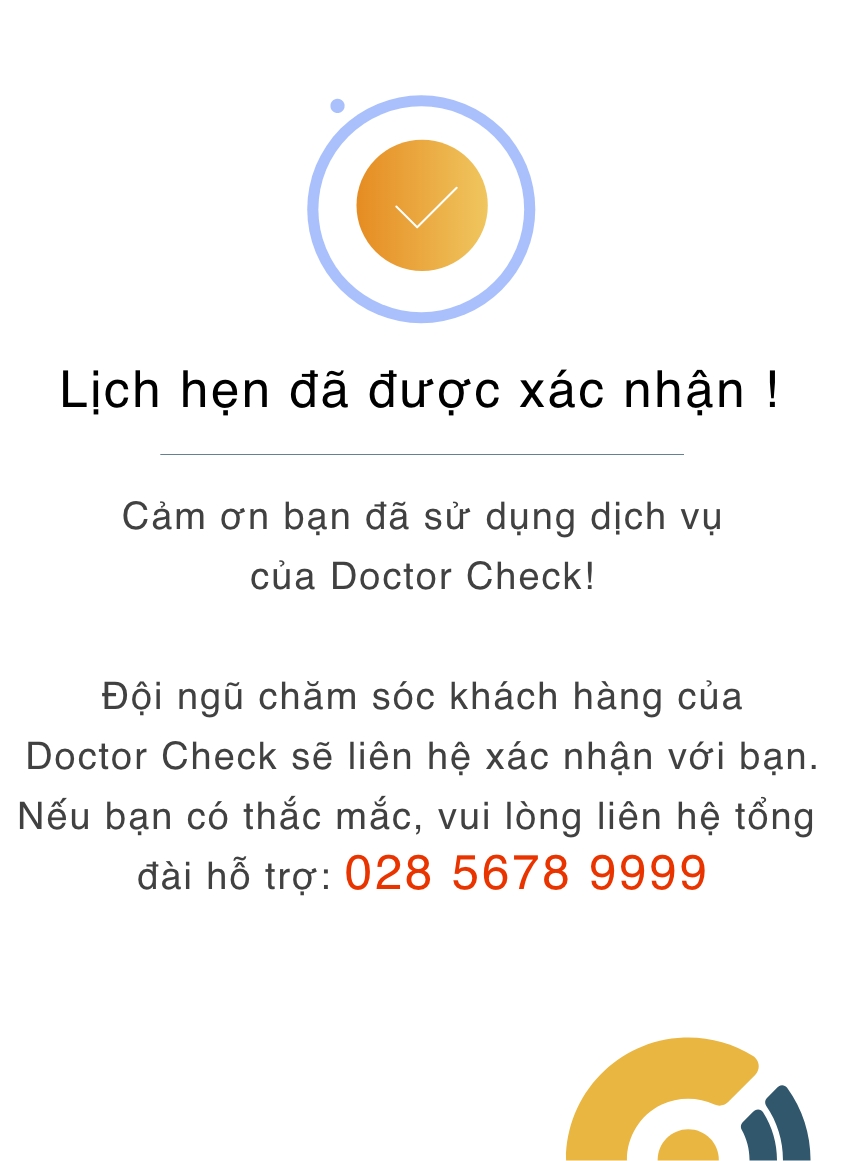 Lịch hẹn đã được xác nhận !
Cảm ơn bạn đã sử dụng dịch vụ
của Doctor Check!
Đội ngũ chăm sóc khách hàng của
Doctor Check sẽ liên hệ xác nhận với bạn.
Nếu bạn có thắc mắc, vui lòng liên hệ tổng
đài hỗ trợ: 028 5678 9999